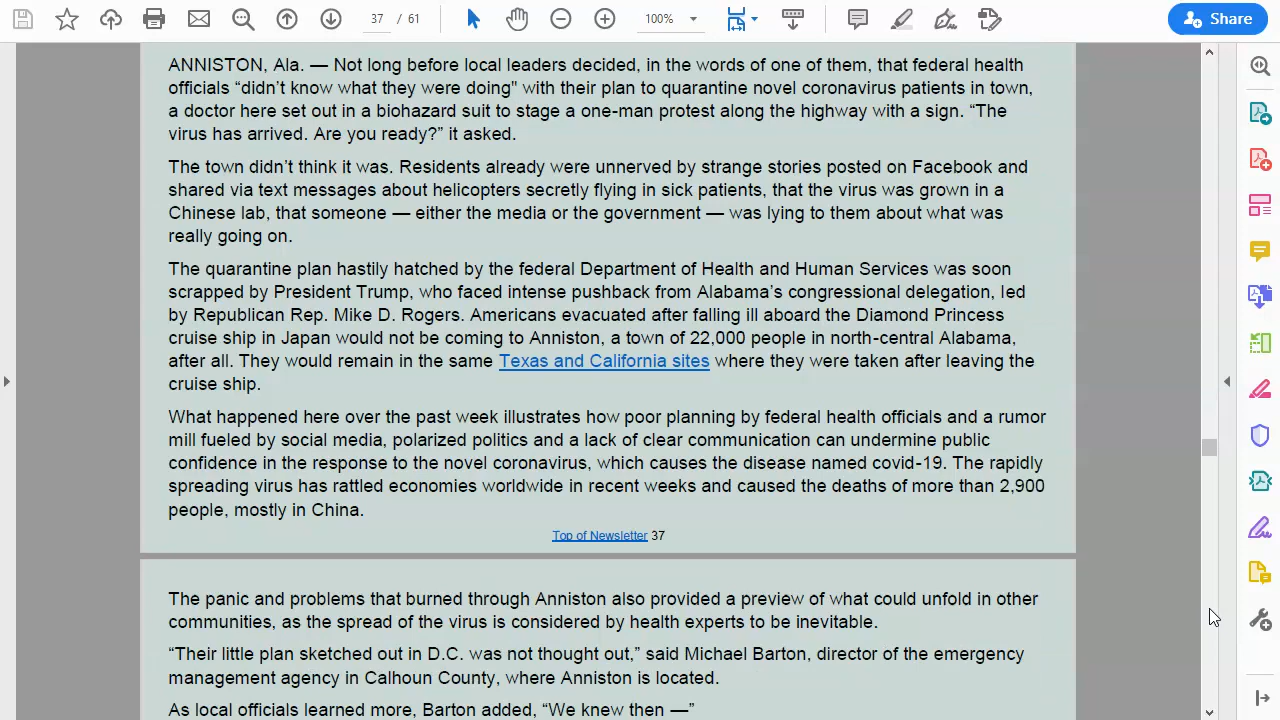 37 / 61
100%
Share
ANNISTON, Ala. — Not long before local leaders decided, in the words of one of them, that federal health
officials “didn’t know what they were doing" with their plan to quarantine novel coronavirus patients in town,
a doctor here set out in a biohazard suit to stage a one-man protest along the highway with a sign. “The
virus has arrived. Are you ready?” it asked.
The town didn’t think it was. Residents already were unnerved by strange stories posted on Facebook and
shared via text messages about helicopters secretly flying in sick patients, that the virus was grown in a
Chinese lab, that someone — either the media or the government — was lying to them about what was
really going on.
The quarantine plan hastily hatched by the federal Department of Health and Human Services was soon
scrapped by President Trump, who faced intense pushback from Alabama’s congressional delegation, led
by Republican Rep. Mike D. Rogers. Americans evacuated after falling ill aboard the Diamond Princess
cruise ship in Japan would not be coming to Anniston, a town of 22,000 people in north-central Alabama,
after all. They would remain in the same Texas and California sites where they were taken after leaving the
cruise ship.
What happened here over the past week illustrates how poor planning by federal health officials and a rumor
mill fueled by social media, polarized politics and a lack of clear communication can undermine public
confidence in the response to the novel coronavirus, which causes the disease named covid-19. The rapidly
spreading virus has rattled economies worldwide in recent weeks and caused the deaths of more than 2,900
people, mostly in China.
Top of Newsletter 37
The panic and problems that burned through Anniston also provided a preview of what could unfold in other
communities, as the spread of the virus is considered by health experts to be inevitable.
“Their little plan sketched out in D.C. was not thought out,” said Michael Barton, director of the emergency
management agency in Calhoun County, where Anniston is located.
As local officials learned more, Barton added, “We knew then —”